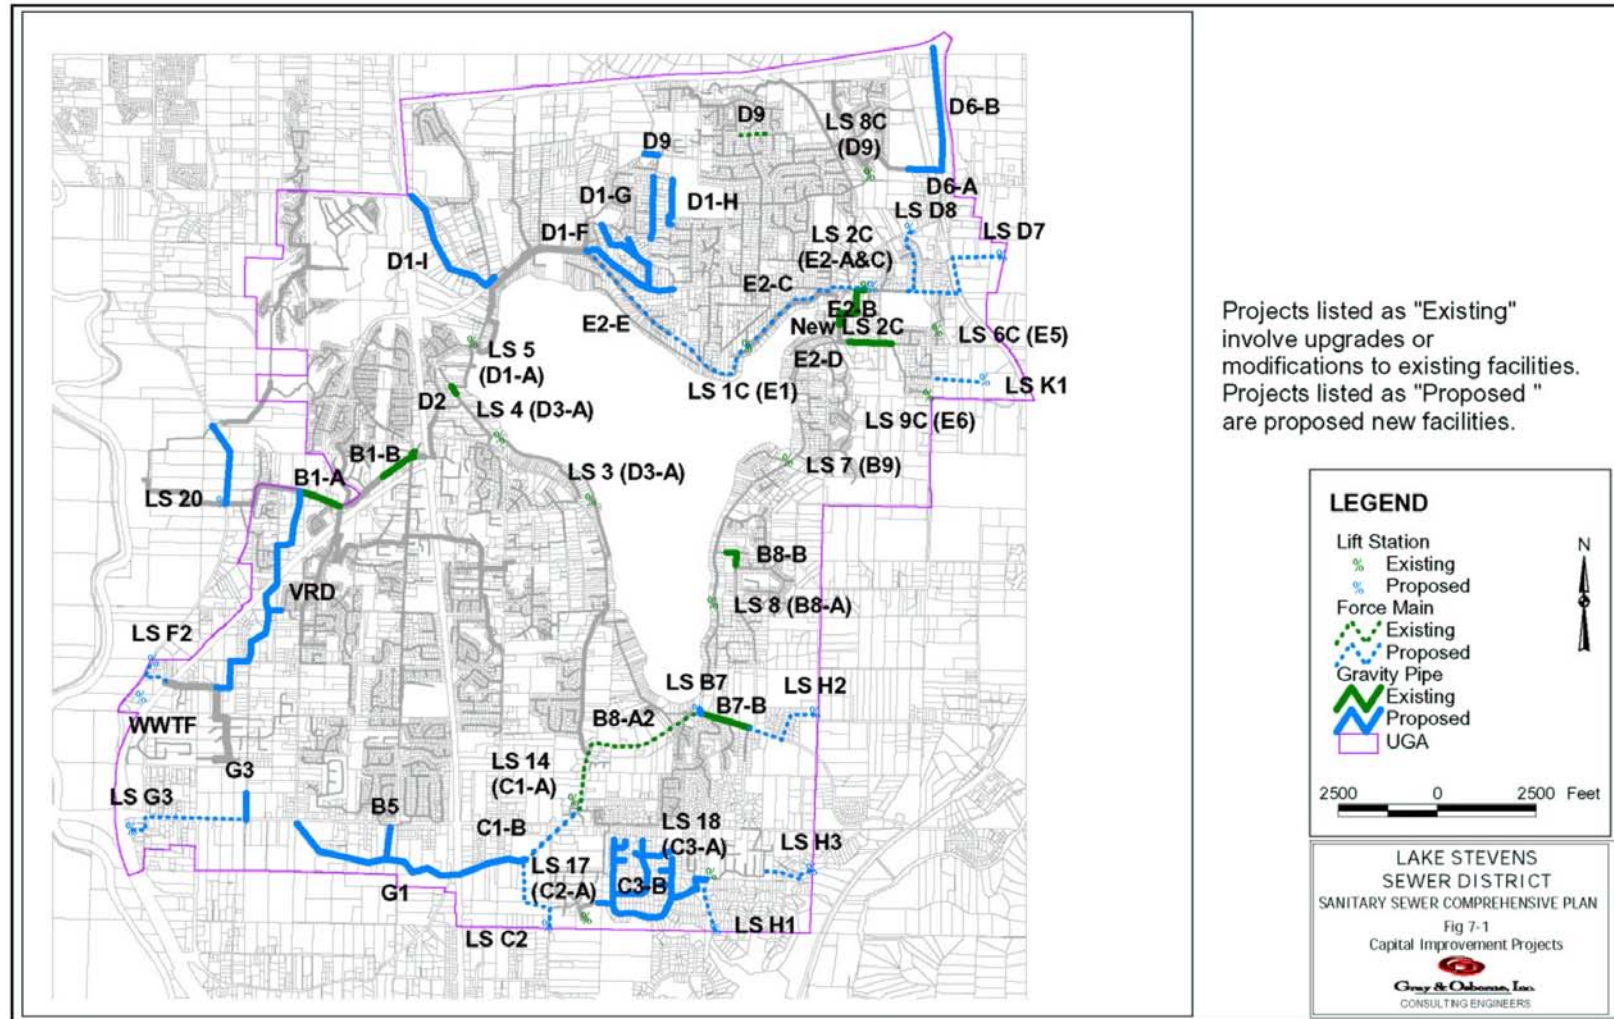 D9
LS 8C
(D9)
D6-B
D9
D6-A
D1-G
D1-H
LS D8
LS D7
D1-F
LS 2C
(E2-A&C)
D1-I
E2-C
E2-B
E2-E
New LS 2C
LS 6C (E5)
LS 5
(D1-A)
E2-D
LS 1C (E1)
LS K1
D2
LS 4 (D3-A)
LS 9C (E6)
B1-B
B1-A
LS 3 (D3-A)
LS 7 (B9)
LS 20
B8-B
VRD
LS 8 (B8-A)
LS F2
LS B7
LS H2
B7-B
WWTF
B8-A2
G3
LS 14
(C1-A)
LS G3
B5
C1-B
LS 18
(C3-A)
LS H3
LS 17
(C2-A)
C3-B
G1
LS C2
LS H1
Projects listed as "Existing"
involve upgrades or
modifications to existing facilities.
Projects listed as "Proposed "
are proposed new facilities.
LEGEND
Lift Station
% Existing
% Proposed
Force Main
Existing
Proposed
Gravity Pipe
Existing
Proposed
UGA
N
2500 0 2500 Feet
LAKE STEVENS
SEWER DISTRICT
SANITARY SEWER COMPREHENSIVE PLAN
Fig 7-1
Capital Improvement Projects
Gray & Osborne, Inc.
CONSULTING ENGINEERS